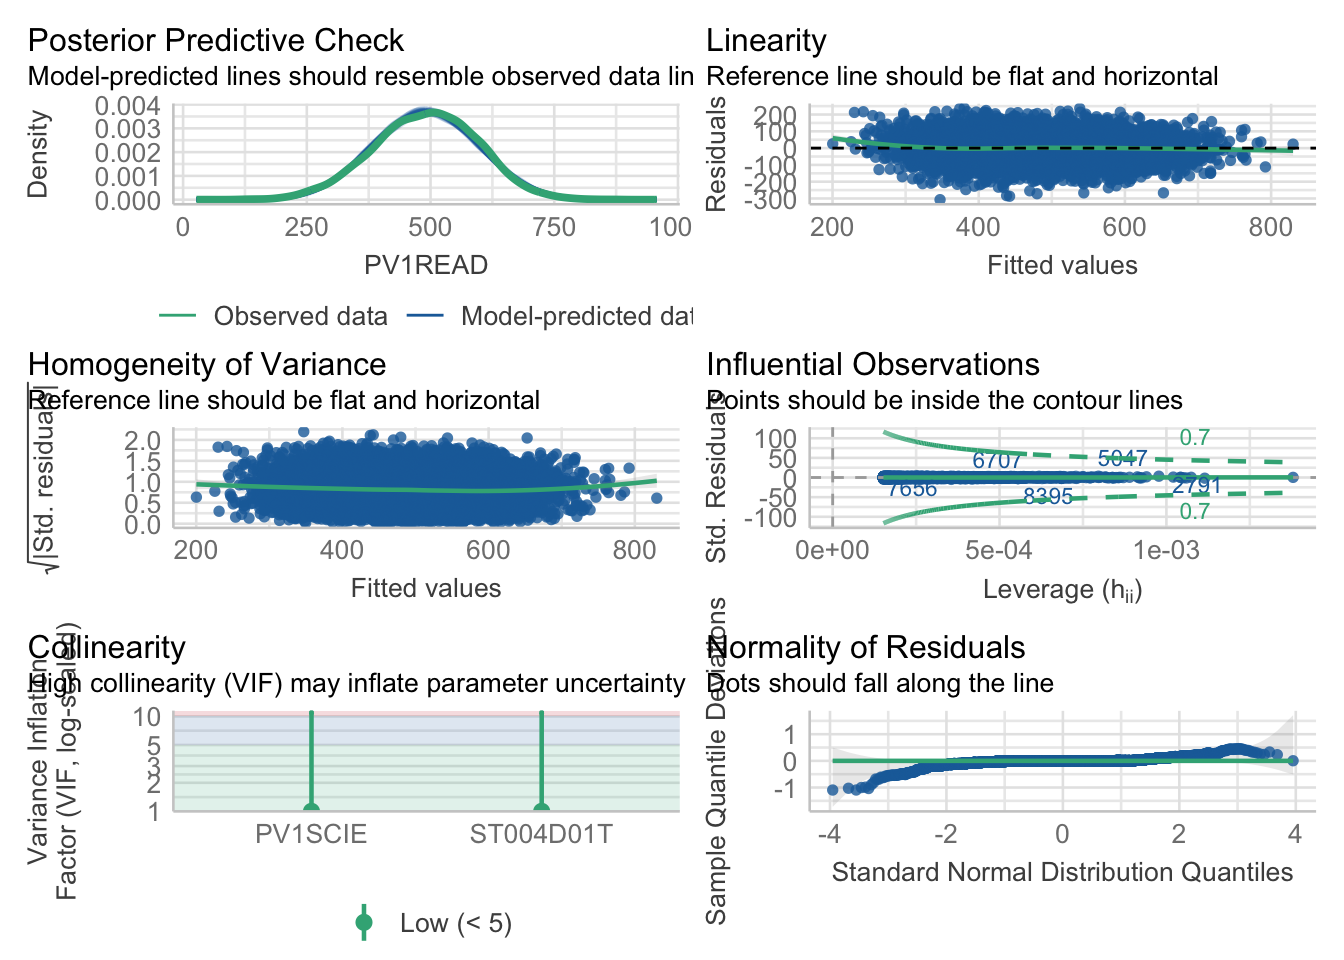 Posterior Predictive Check
Model-predicted lines should resemble observed data lin
Density
0.004
0.003
0.002
0.001
0.000
0 250 500 750 100
PV1READ
Observed data Model-predicted dat
Linearity
Reference line should be flat and horizontal
Residuals
200
100
0
-100
-200
-300
200 400 600 800
Fitted values
Homogeneity of Variance
Reference line should be flat and horizontal
√|Std. residuals|
2.0
1.5
1.0
0.5
0.0
200 400 600 800
Fitted values
Influential Observations
Points should be inside the contour lines
Std. Residuals
100
50
0
-50
-100
0.7
6707 5047
7656 8395 2791
0.7
0e+00 5e-04 1e-03
Leverage (hii)
Collinearity
High collinearity (VIF) may inflate parameter uncertainty
Variance Inflation
Factor (VIF, log-scaled)
10
5
3
2
1
PV1SCIE ST004D01T
Low (< 5)
Normality of Residuals
Dots should fall along the line
Sample Quantile Deviations
1
0
-1
-4 -2 0 2 4
Standard Normal Distribution Quantiles